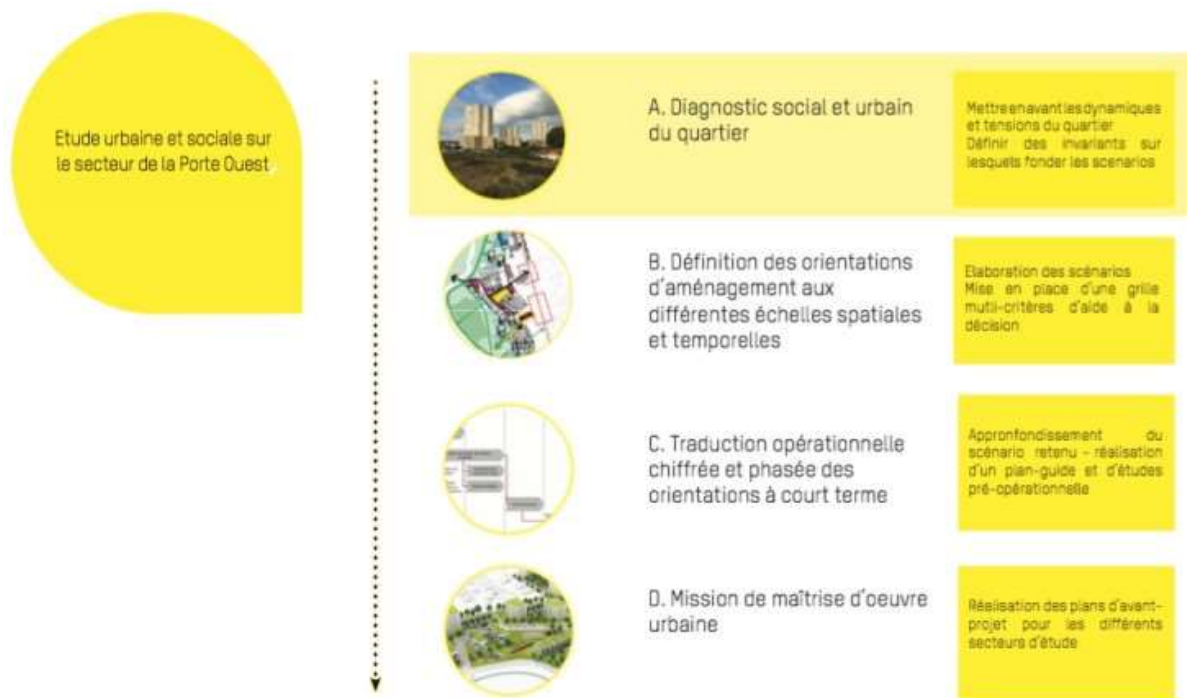 Etude urbaine et sociale sur
le secteur de la Porte Ouest
A. Diagnostic social et urbain
du quartier
Mettre en avant les dynamiques
et tensions du quartier
Définir des invariants sur
lesquels fonder les scenarios
B. Définition des orientations
d'aménagement aux
différentes échelles spatiales
et temporelles
Elaboration des scénarios
Mise en place d'une grille
mutli-critères d'aide à la
décision
C. Traduction opérationnelle
chiffrée et phasée des
orientations à court terme
Appronfondissement du
scénario retenu - réalisation
d'un plan-guide et d'études
pré-opérationnelle
D. Mission de maîtrise d'oeuvre
urbaine
Réalisation des plans d'avant-
projet pour les différents
secteurs d'étude